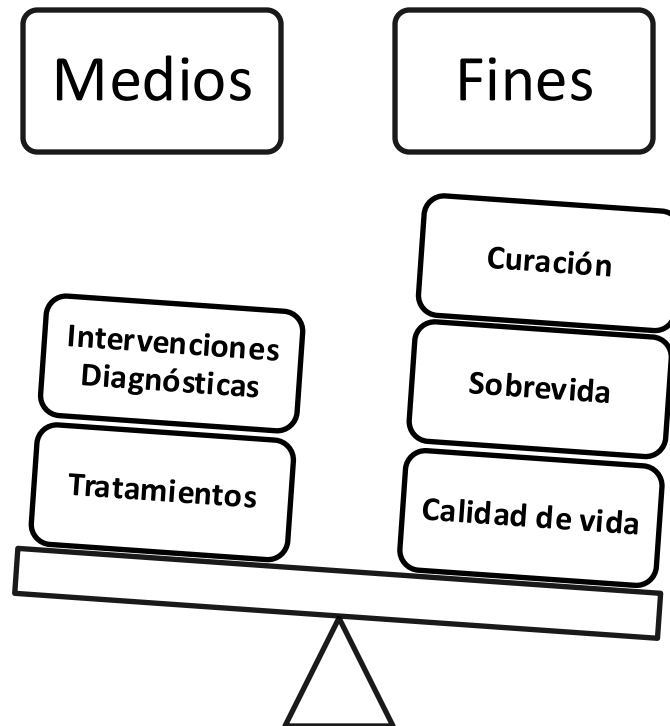 Medios
Fines
Intervenciones
Diagnósticas
Tratamientos
Curación
Sobrevida
Calidad de vida